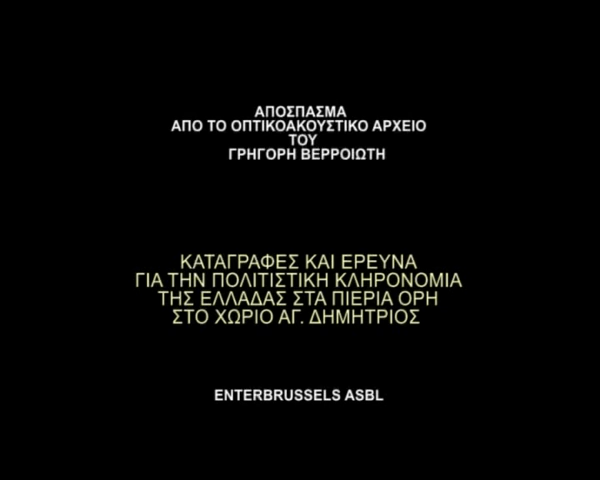 ΑΠΟΣΠΑΣΜΑ
ΑΠΟ ΤΟ ΟΠΤΙΚΟΑΚΟΥΣΤΙΚΟ ΑΡΧΕΙΟ
ΤΟΥ
ΓΡΗΓΟΡΗ ΒΕΡΡΟΙΩΤΗ
ΚΑΤΑΓΡΑΦΕΣ ΚΑΙ ΕΡΕΥΝΑ
ΓΙΑ ΤΗΝ ΠΟΛΙΤΙΣΤΙΚΗ ΚΛΗΡΟΝΟΜΙΑ
ΤΗΣ ΕΛΛΑΔΑΣ ΣΤΑ ΠΙΕΡΙΑ ΟΡΗ
ΣΤΟ ΧΩΡΙΟ ΑΓ. ΔΗΜΗΤΡΙΟΣ
ENTERBRUSSELS ASBL